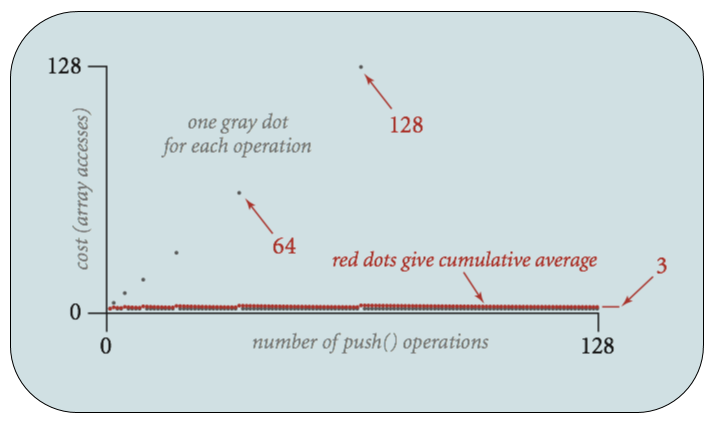 128
cost (array accesses)
one gray dot
for each operation
128
64
red dots give cumulative average
3
0
0
number of push() operations
128